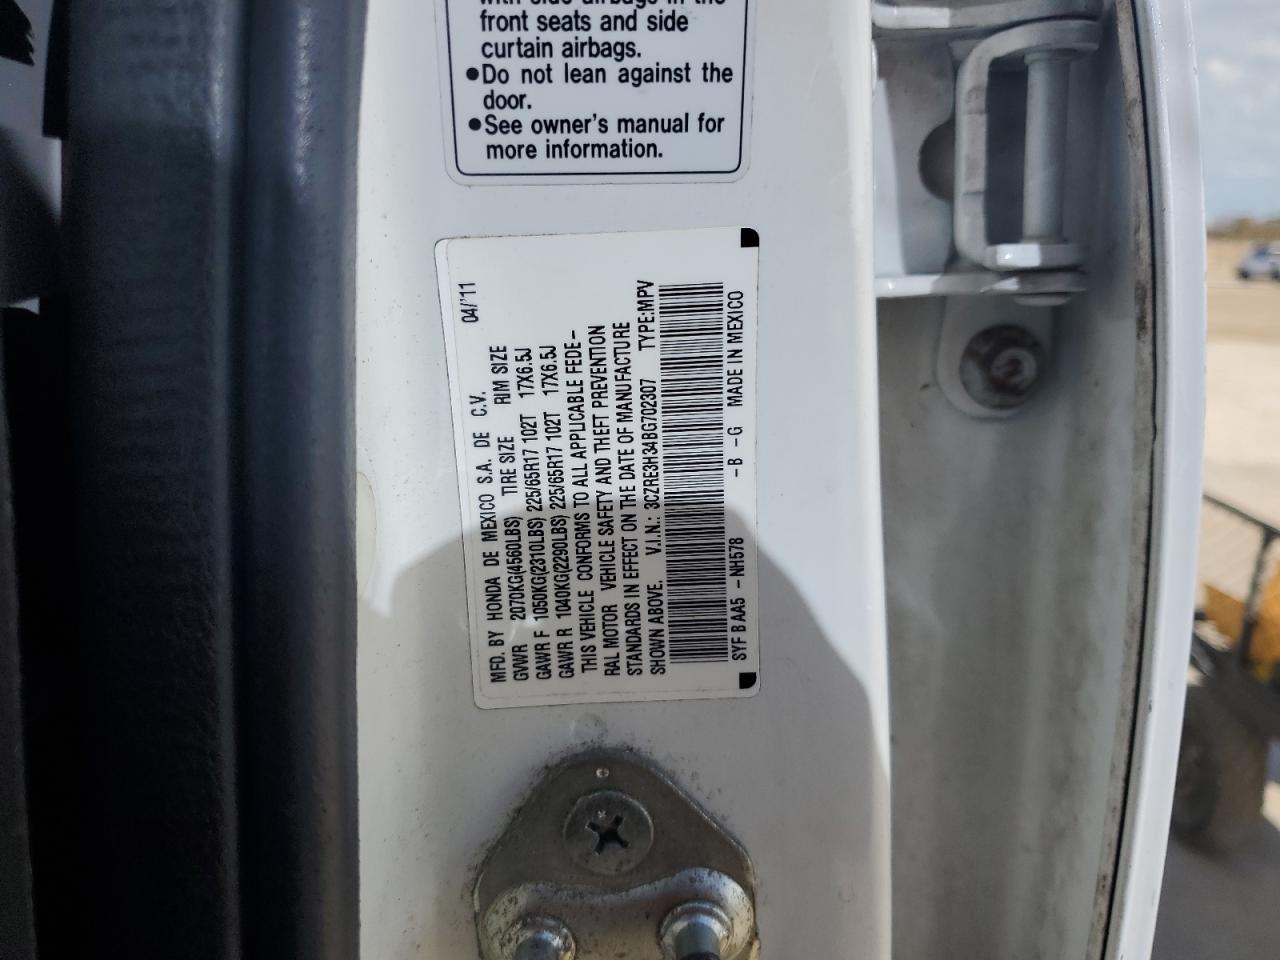 front seats and side
curtain airbags.
●Do not lean against the
door.
●See owner's manual for
more information.
04/'11
MFD. BY HONDA DE MEXICO S.A. DE C.V.
TIRE SIZE RIM SIZE
GVWR 2070KG(4560LBS)
GAWR F 1050KG(2310LBS) 225/65R17 102T 17X6.5J
GAWR R 1040KG(2290LBS) 225/65R17 102T 17X6.5J
THIS VEHICLE CONFORMS TO ALL APPLICABLE FEDE-
RAL MOTOR VEHICLE SAFETY AND THEFT PREVENTION
STANDARDS IN EFFECT ON THE DATE OF MANUFACTURE
SHOWN ABOVE. V.I.N.: 3CZRE3H34BG702307 TYPE:MPV
SYF B AA5 -NH578 -B -G MADE IN MEXICO